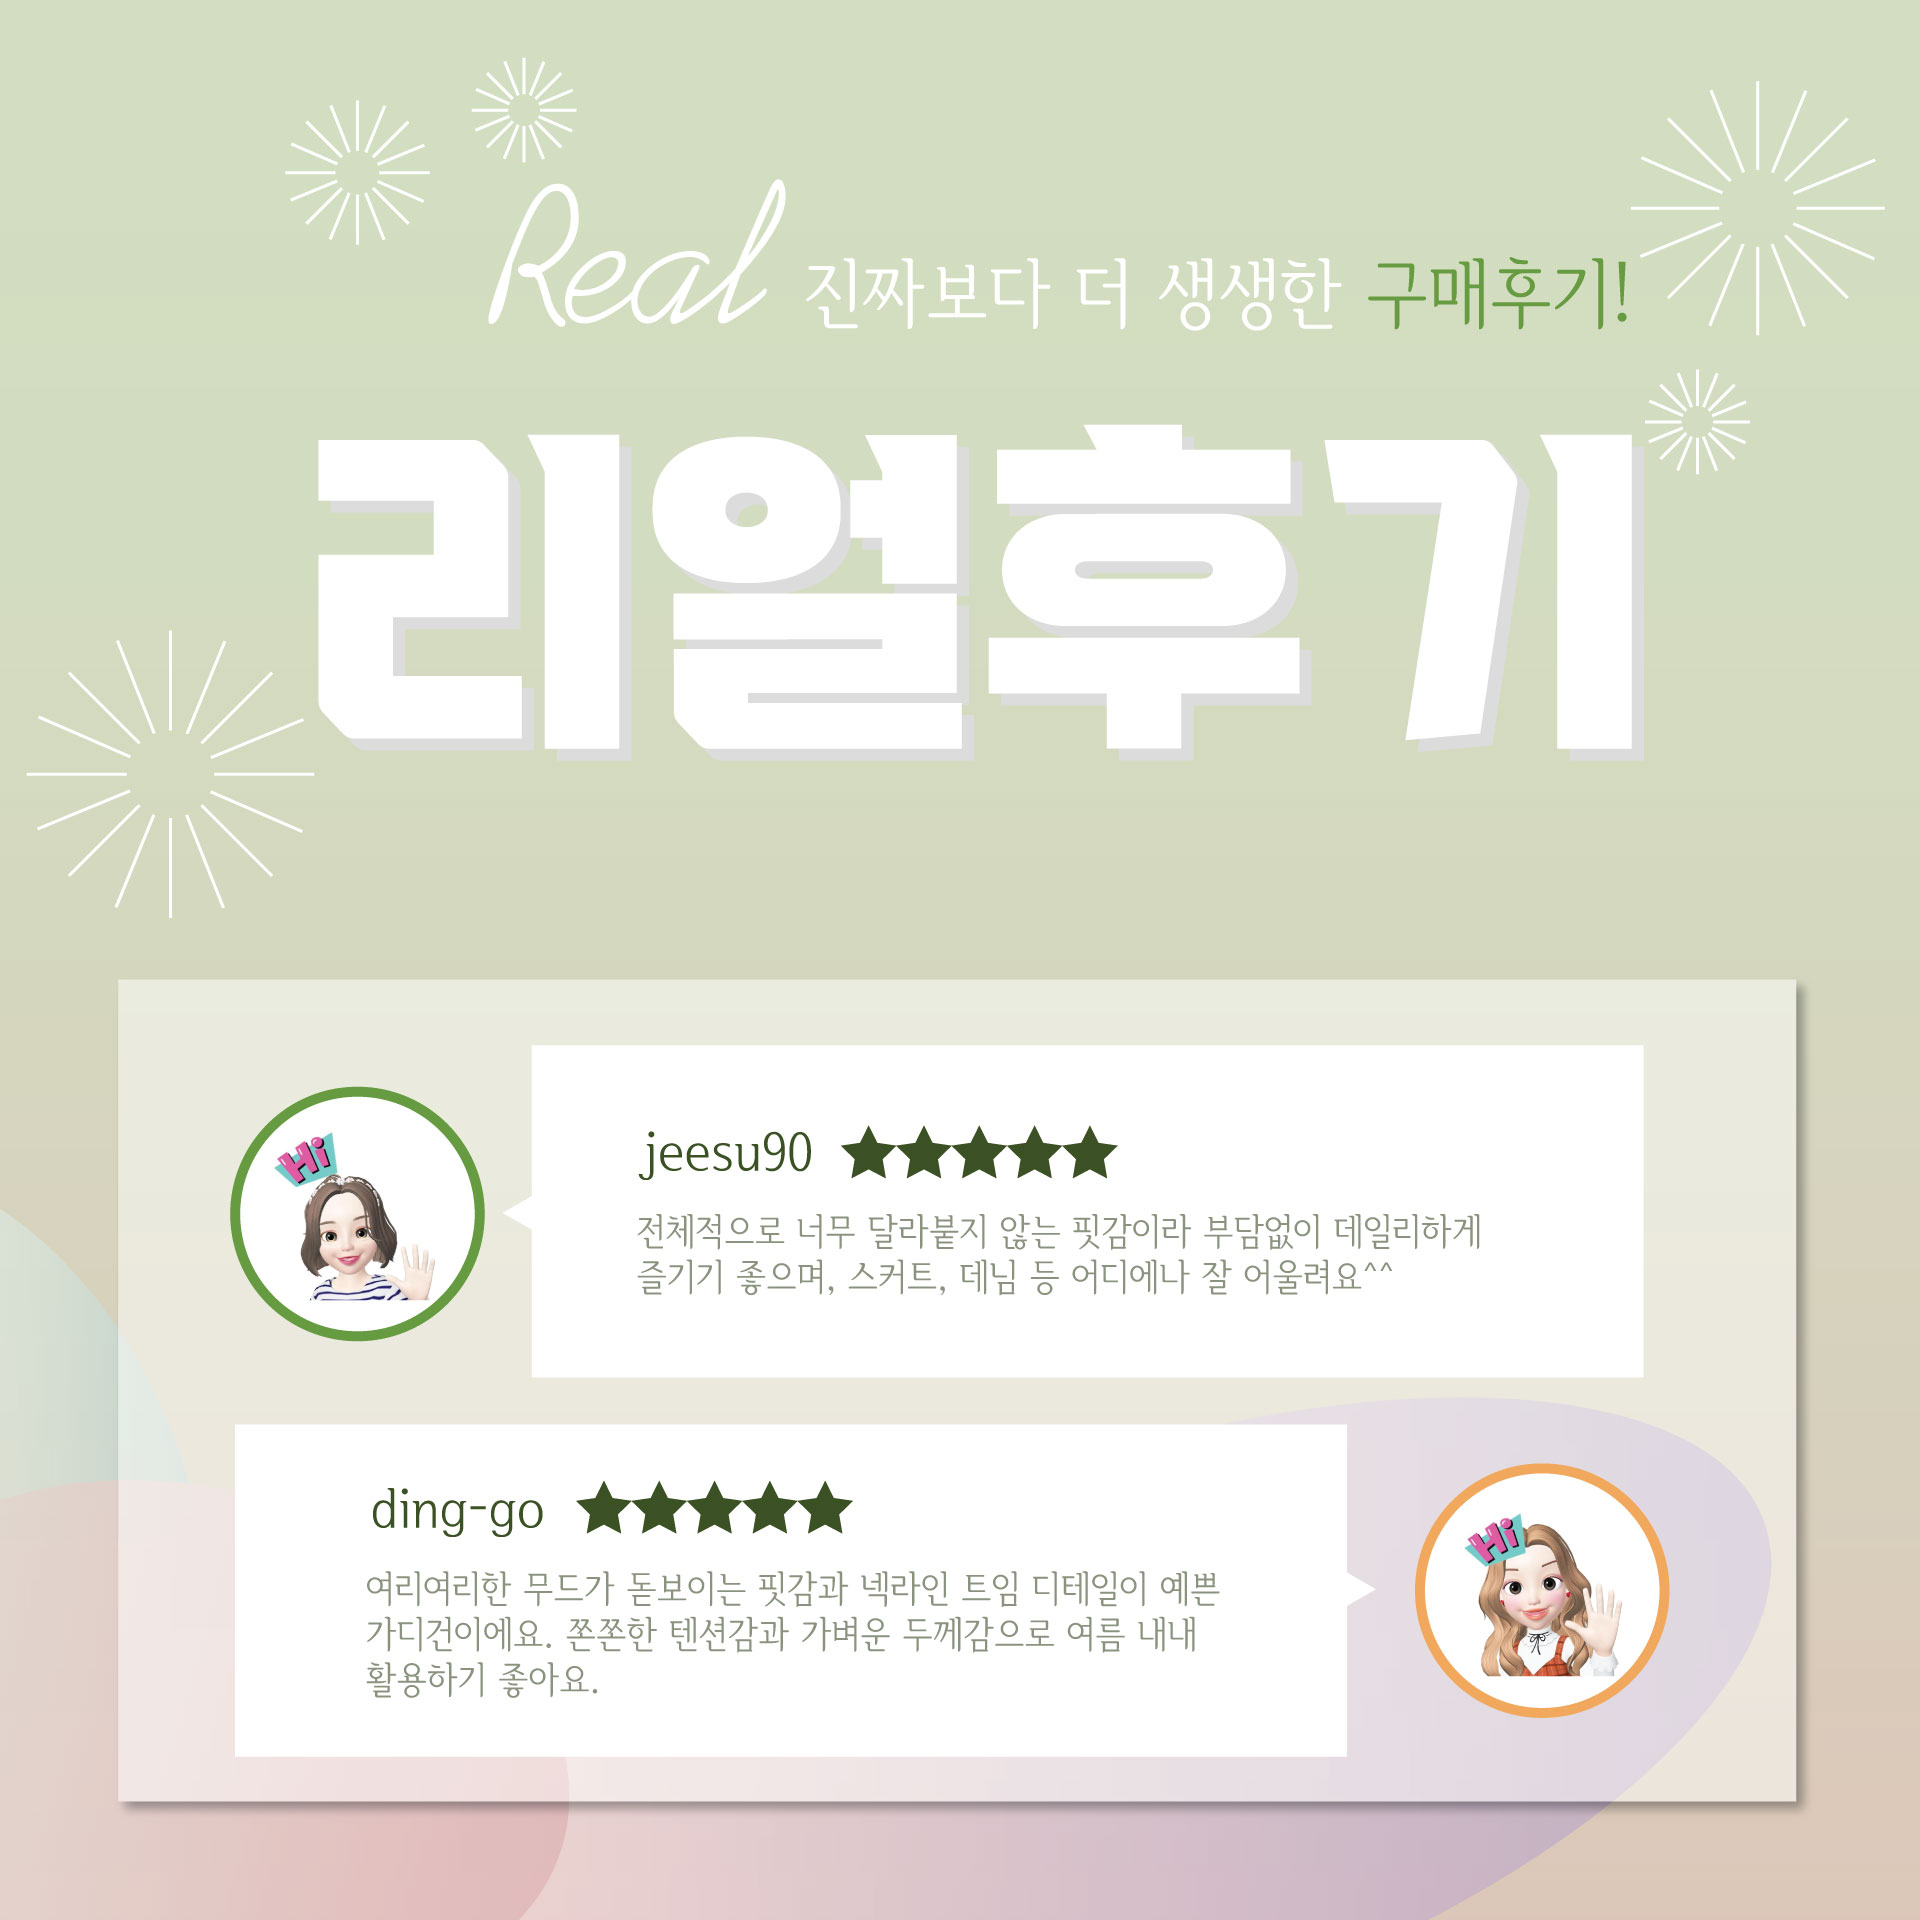 Real 진짜보다 더 생생한 구매후기!
리얼후기
Hi
jeesu90 ★★★★★
전체적으로 너무 달라붙지 않는 핏감이라 부담없이 데일리하게
즐기기 좋으며, 스커트, 데님 등 어디에나 잘 어울려요^^
ding-go ★★★★★
여리여리한 무드가 돋보이는 핏감과 넥라인 트임 디테일이 예쁜
가디건이에요. 쫀쫀한 텐션감과 가벼운 두께감으로 여름 내내
활용하기 좋아요.
Hi